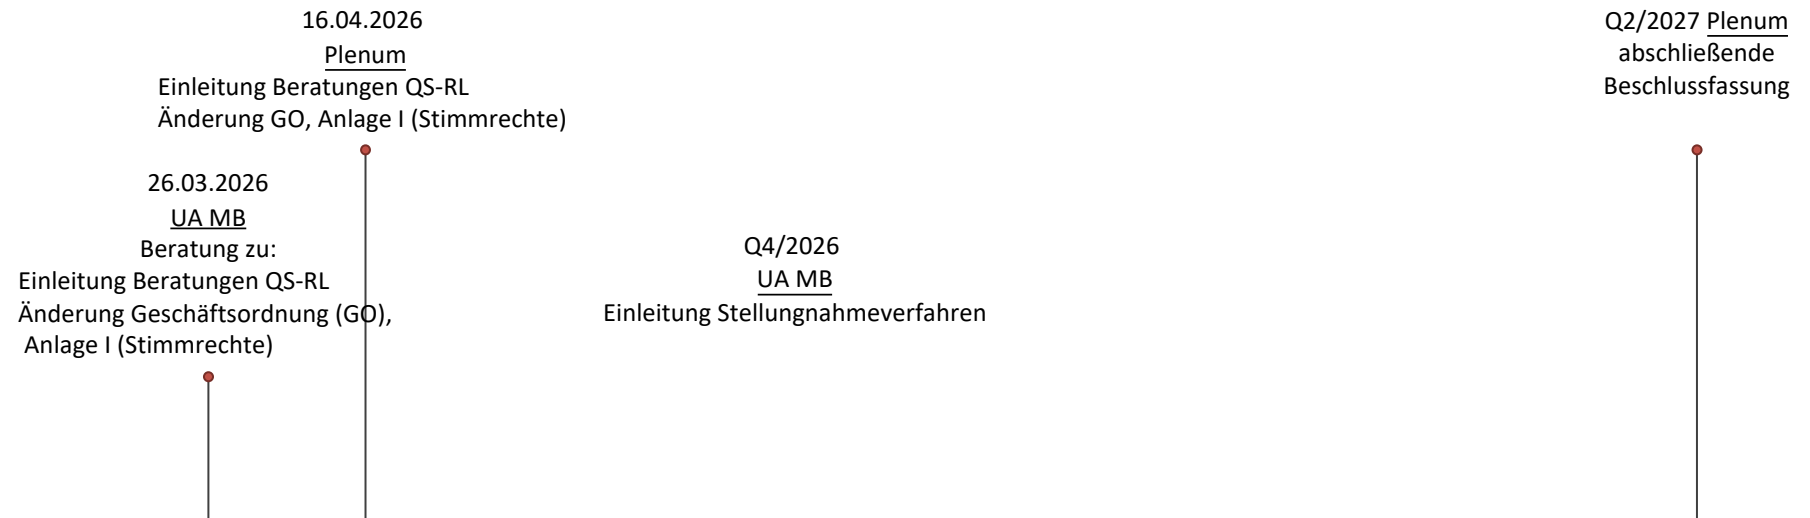 16.04.2026
Plenum
Einleitung Beratungen QS-RL
Änderung GO, Anlage I (Stimmrechte)
26.03.2026
UA MB
Beratung zu:
Einleitung Beratungen QS-RL
Änderung Geschäftsordnung (GO),
Anlage I (Stimmrechte)
Q4/2026
UA MB
Einleitung Stellungnahmeverfahren
Q2/2027 Plenum
abschließende
Beschlussfassung